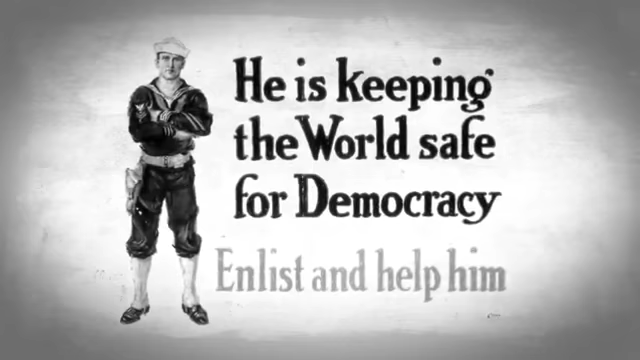 He is keeping
the World safe
for Democracy
Enlist and help him